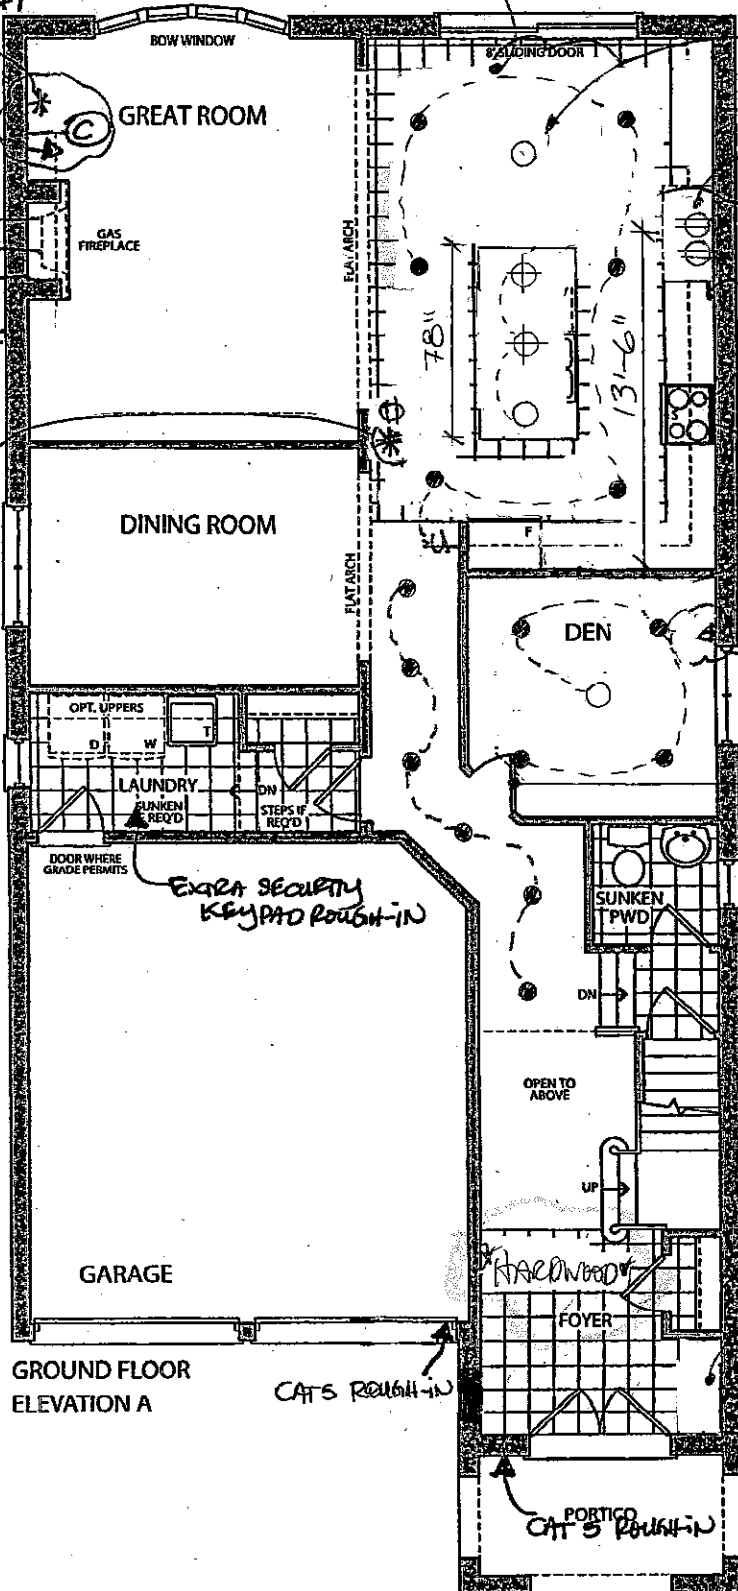 BOW WINDOW
8' SLIDING DOOR
C
GREAT ROOM
GAS
FIREPLACE
FLAT ARCH
78"
13'-6"
S
DINING ROOM
FLAT ARCH
F
DEN
OPT. UPPERS
D
W
T
LAUNDRY
SUNKEN
REQ'D
DN
STEPS IF
REQ'D
DOOR WHERE
GRADE PERMITS
EXTRA SECURITY
KEYPAD ROUGH-IN
SUNKEN
PWD
DN
OPEN TO
ABOVE
UP
HARDWOOD
GARAGE
FOYER
GROUND FLOOR
ELEVATION A
CAT5 ROUGH-IN
PORTICO
CAT 5 ROUGH-IN